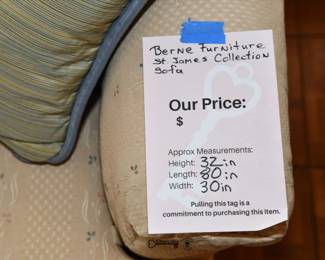 Berne Furniture
St James Collection
Sofa
Our Price:
$
Approx Measurements:
Height: 32in
Length: 80in
Width: 30in
Pulling this tag is a
commitment to purchasing this item.